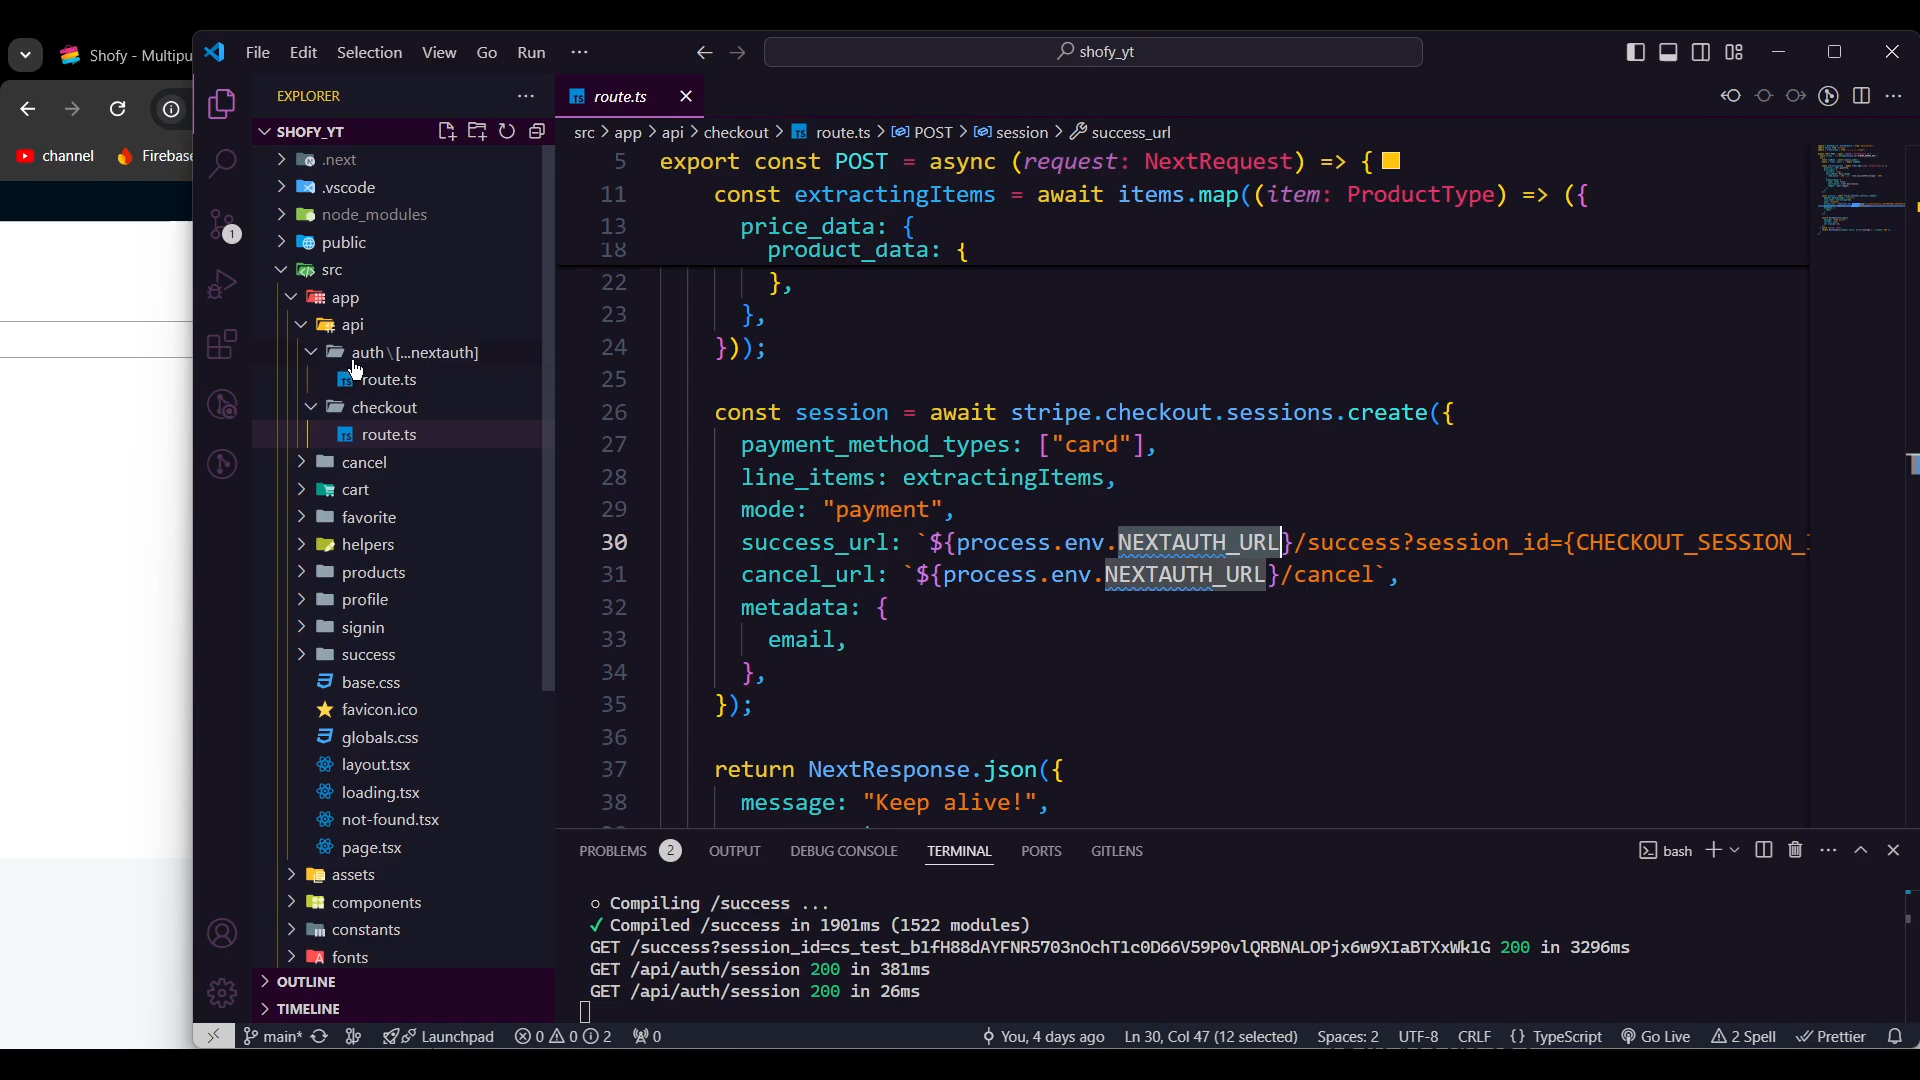 Shofy - Multipu
channel
Firebase
File Edit Selection View Go Run ...
shofy_yt
EXPLORER
SHOFY_YT
.next
.vscode
node_modules
public
src
app
api
auth\[...nextauth]
route.ts
checkout
route.ts
cancel
cart
favorite
helpers
products
profile
signin
success
base.css
favicon.ico
globals.css
layout.tsx
loading.tsx
not-found.tsx
page.tsx
assets
components
constants
fonts
OUTLINE
TIMELINE
1
route.ts
src > app > api > checkout > route.ts > POST > session > success_url
5 export const POST = async (request: NextRequest) => {
11 const extractingItems = await items.map((item: ProductType) => ({
13 price_data: {
18 product_data: {
22 },
23 },
24 }));
25
26 const session = await stripe.checkout.sessions.create({
27 payment_method_types: ["card"],
28 line_items: extractingItems,
29 mode: "payment",
30 success_url: `${process.env.NEXTAUTH_URL}/success?session_id={CHECKOUT_SESSION_
31 cancel_url: `${process.env.NEXTAUTH_URL}/cancel`,
32 metadata: {
33 email,
34 },
35 });
36
37 return NextResponse.json({
38 message: "Keep alive!",
PROBLEMS 2 OUTPUT DEBUG CONSOLE TERMINAL PORTS GITLENS
bash
○ Compiling /success ...
✓ Compiled /success in 1901ms (1522 modules)
GET /success?session_id=cs_test_b1fH88dAYFNR5703nOchT1c0D66V59P0vlQRBNALOPjx6w9XIaBTXxWk1G 200 in 3296ms
GET /api/auth/session 200 in 381ms
GET /api/auth/session 200 in 26ms
main* Launchpad 0 0 2 0 You, 4 days ago Ln 30, Col 47 (12 selected) Spaces: 2 UTF-8 CRLF {} TypeScript Go Live 2 Spell Prettier